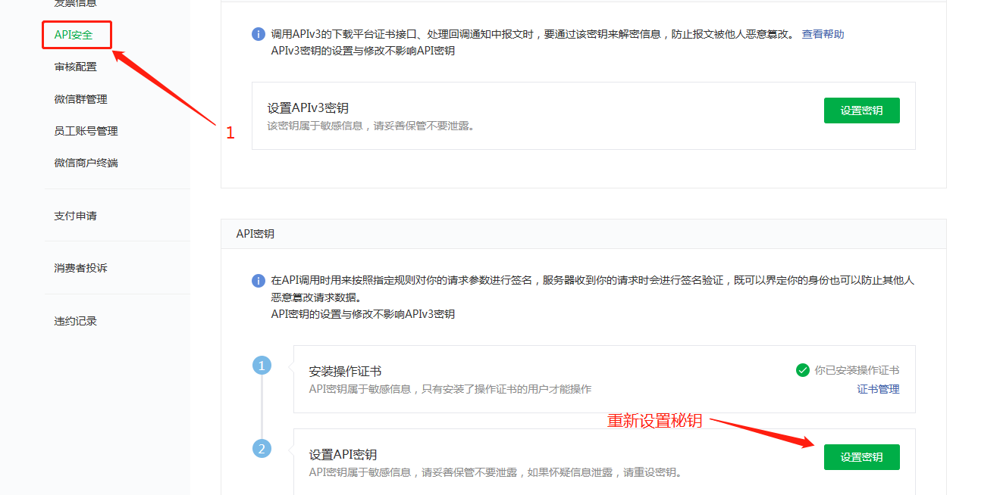 发票信息
API安全
审核配置
微信群管理
员工账号管理
微信商户终端
支付申请
消费者投诉
违约记录
1
调用APIv3的下载平台证书接口、处理回调通知中报文时，要通过该密钥来解密信息，防止报文被他人恶意篡改。 查看帮助
APIv3密钥的设置与修改不影响API密钥
设置APIv3密钥
该密钥属于敏感信息，请妥善保管不要泄露。
设置密钥
API密钥
在API调用时用来按照指定规则对你的请求参数进行签名，服务器收到你的请求时会进行签名验证，既可以界定你的身份也可以防止其他人
恶意篡改请求数据。
API密钥的设置与修改不影响APIv3密钥
1
安装操作证书
API密钥属于敏感信息，只有安装了操作证书的用户才能操作
你已安装操作证书
证书管理
重新设置秘钥
2
设置API密钥
API密钥属于敏感信息，请妥善保管不要泄露，如果怀疑信息泄露，请重设密钥。
设置密钥